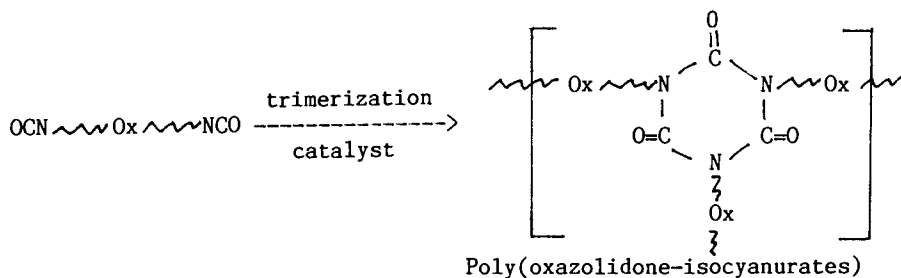 OCN Ox NCO
trimerization
catalyst
O
C
Ox N N Ox
O=C C=O
N
Ox
Poly(oxazolidone-isocyanurates)